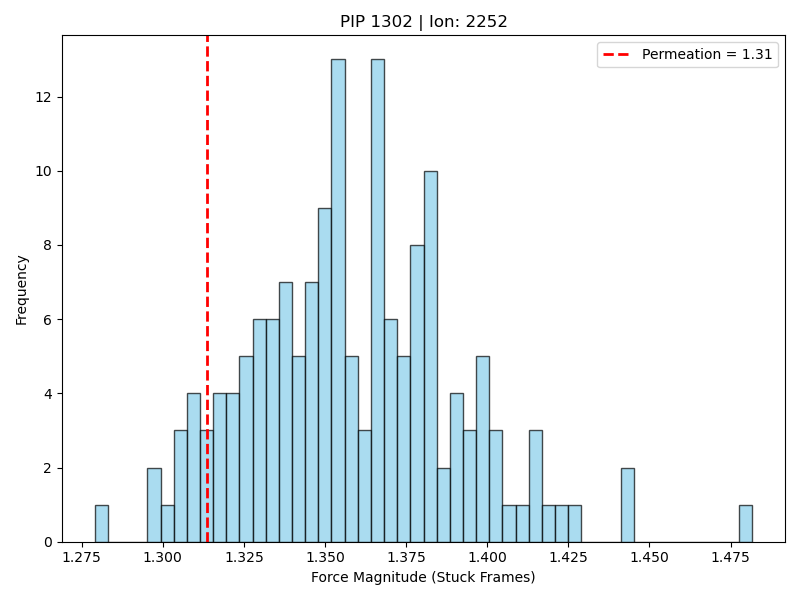 PIP 1302 | Ion: 2252
Permeation = 1.31
Frequency
12
10
8
6
4
2
0
1.275 1.300 1.325 1.350 1.375 1.400 1.425 1.450 1.475
Force Magnitude (Stuck Frames)